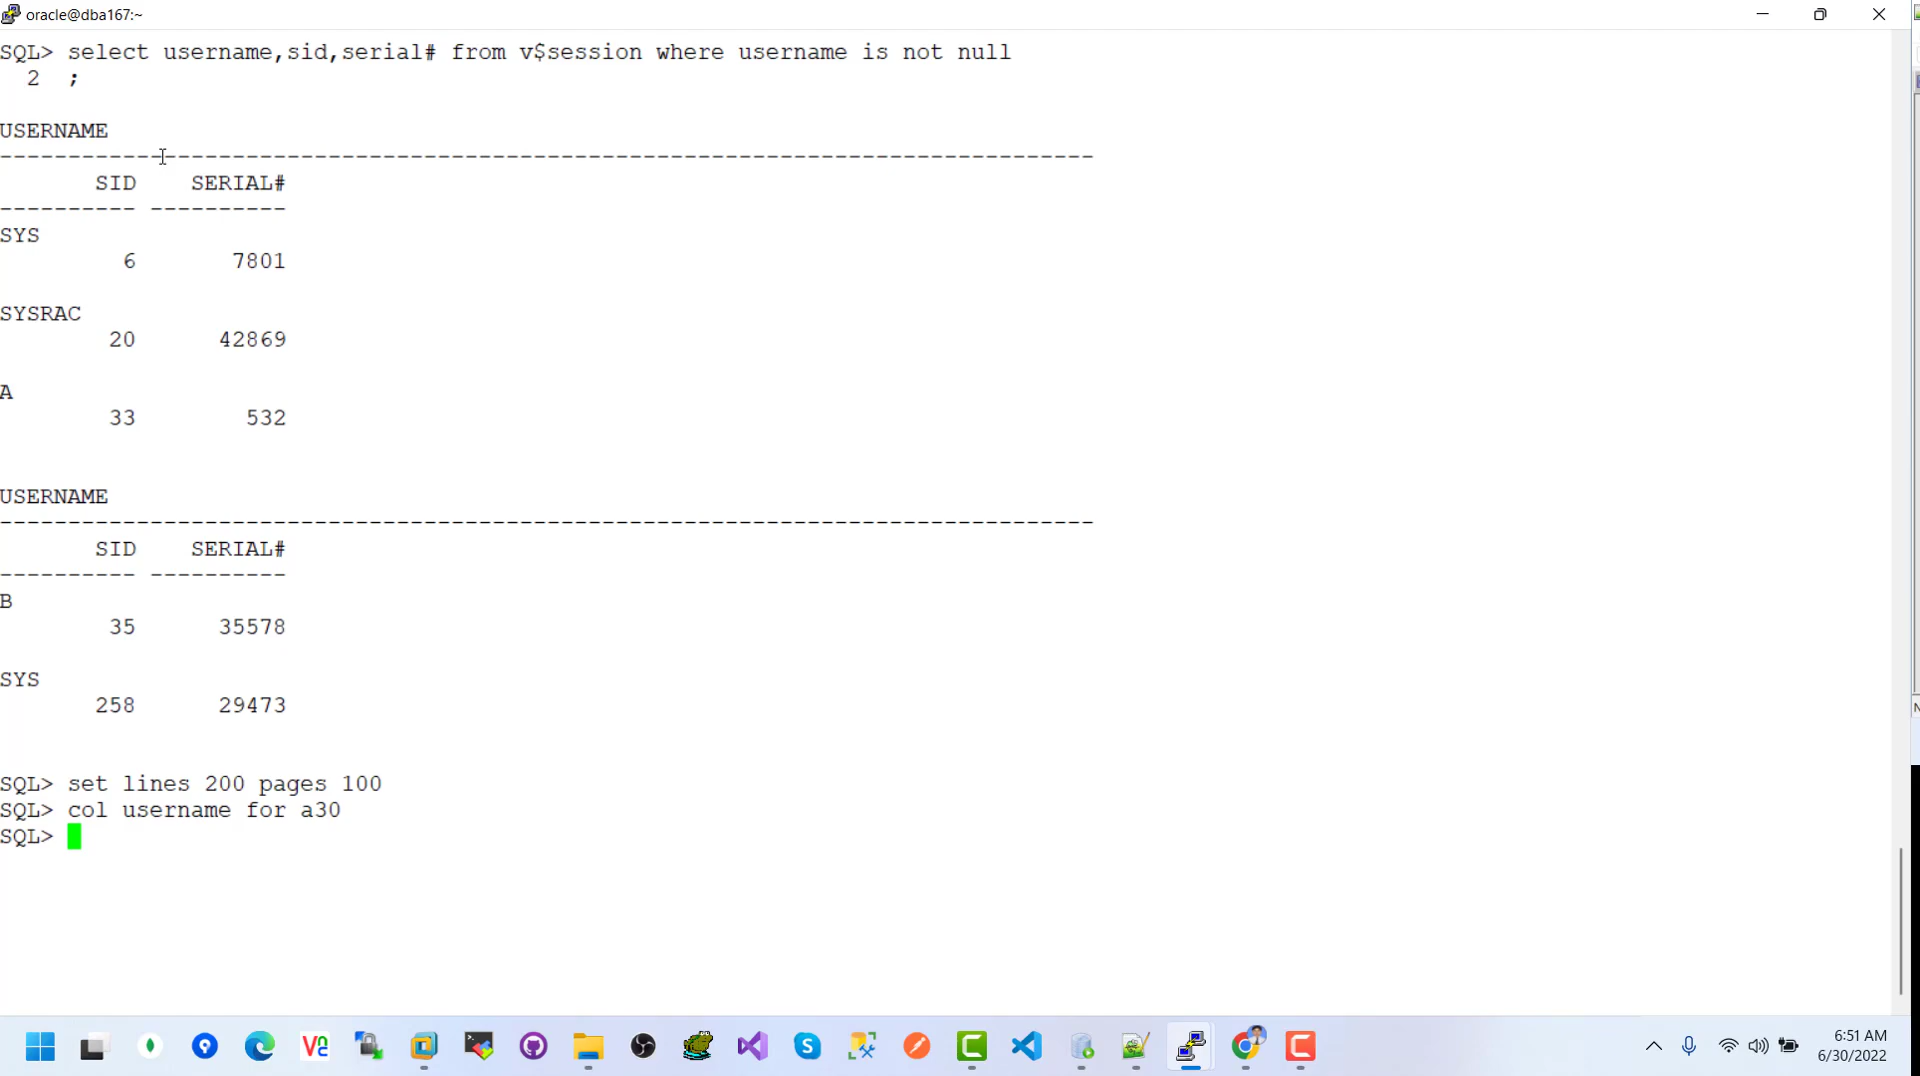 oracle@dba167:~
SQL> select username,sid,serial# from v$session where username is not null
  2  ;
USERNAME
--------------------------------------------------------------------------------
       SID    SERIAL#
---------- ----------
SYS
         6       7801
SYSRAC
        20      42869
A
        33        532
USERNAME
--------------------------------------------------------------------------------
       SID    SERIAL#
---------- ----------
B
        35      35578
SYS
       258      29473
SQL> set lines 200 pages 100
SQL> col username for a30
SQL>
6:51 AM
6/30/2022